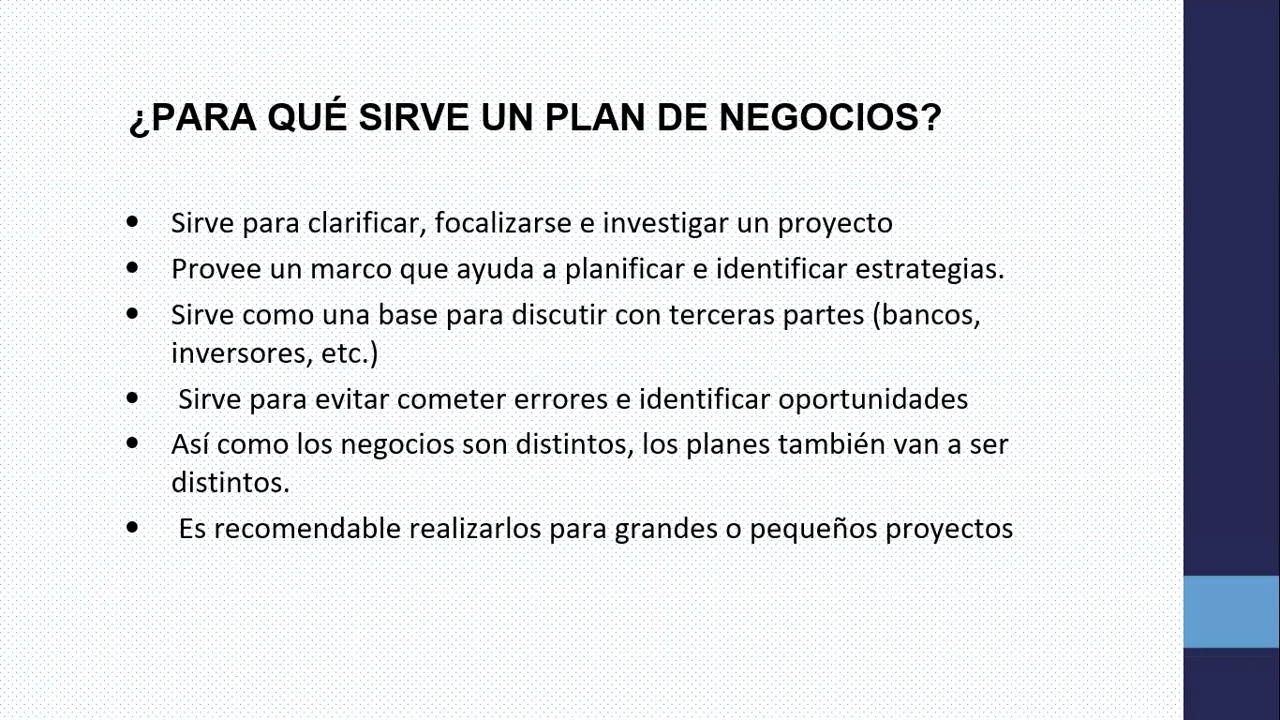 ¿PARA QUÉ SIRVE UN PLAN DE NEGOCIOS?
• Sirve para clarificar, focalizarse e investigar un proyecto
• Provee un marco que ayuda a planificar e identificar estrategias.
• Sirve como una base para discutir con terceras partes (bancos,
inversores, etc.)
• Sirve para evitar cometer errores e identificar oportunidades
• Así como los negocios son distintos, los planes también van a ser
distintos.
• Es recomendable realizarlos para grandes o pequeños proyectos